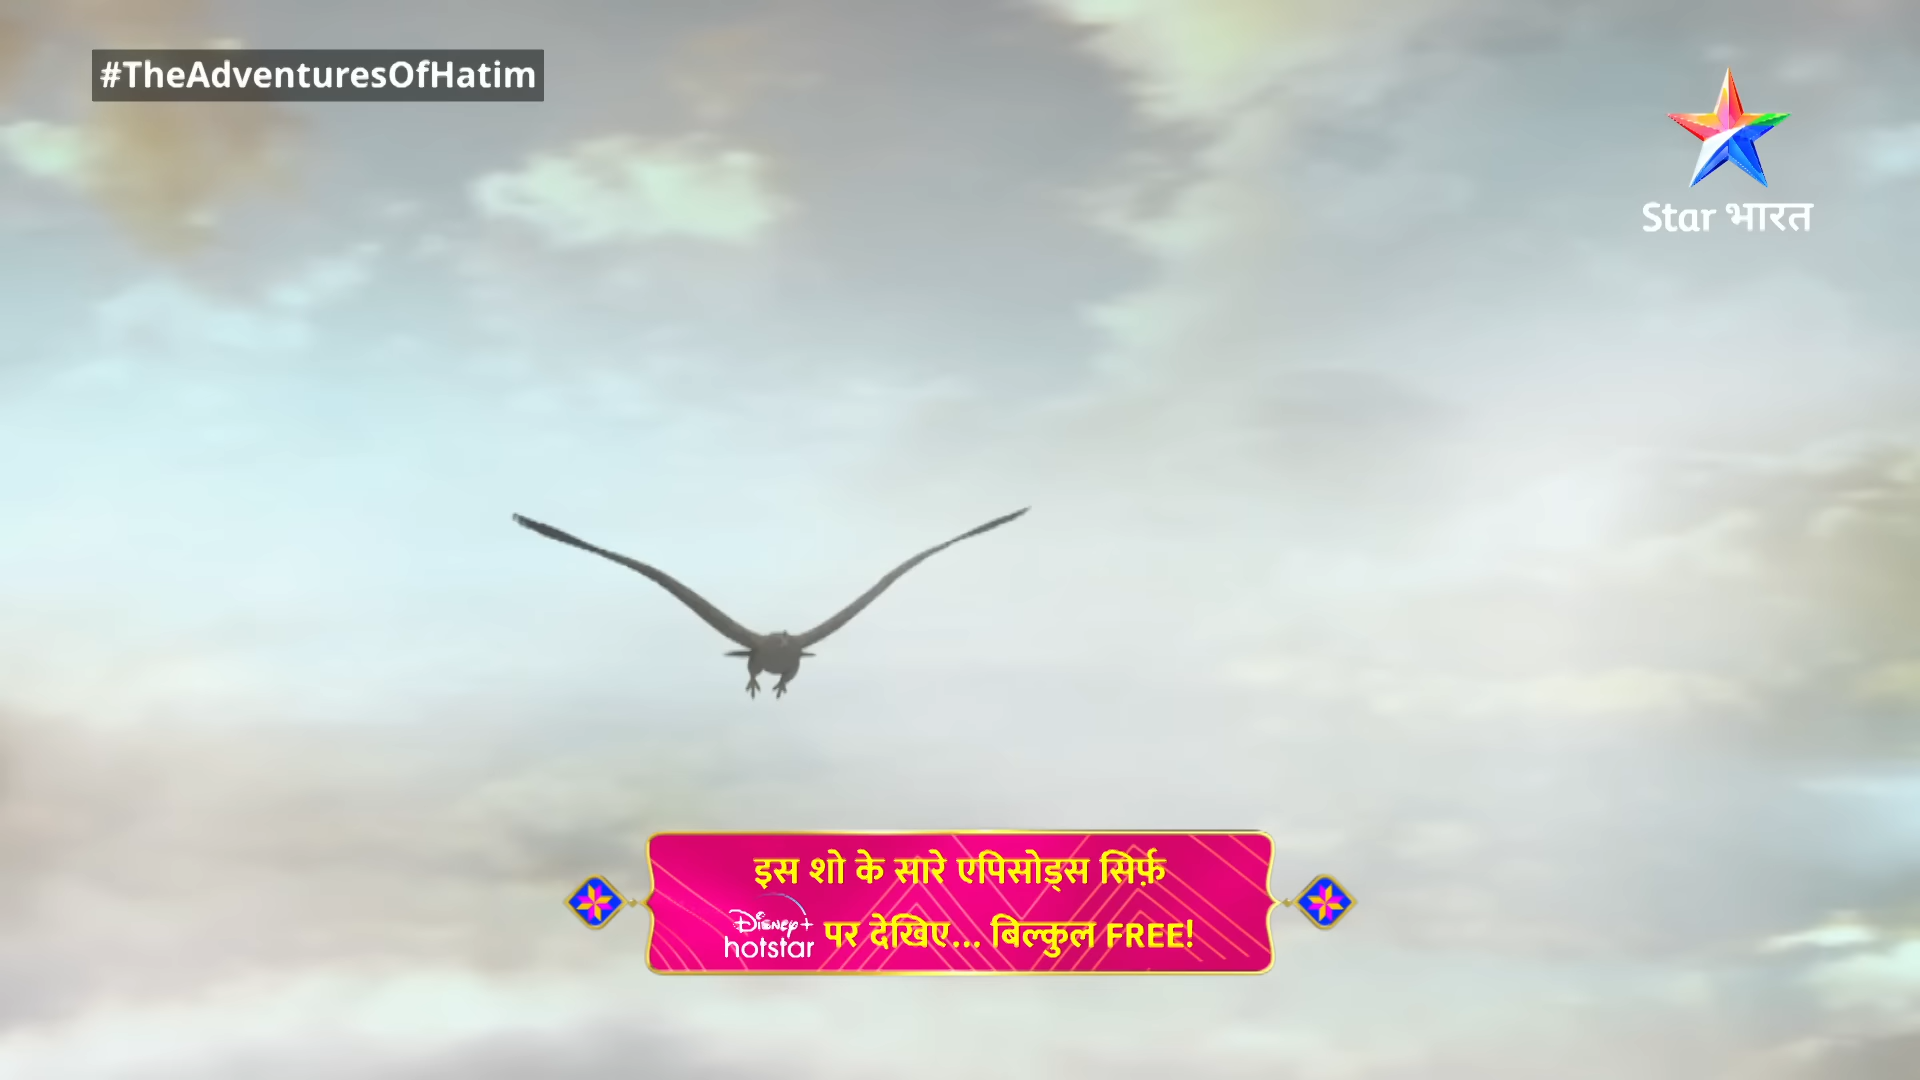 #TheAdventuresOfHatim
Star भारत
इस शो के सारे एपिसोड्स सिर्फ़
Disney+ hotstar पर देखिए... बिल्कुल FREE!